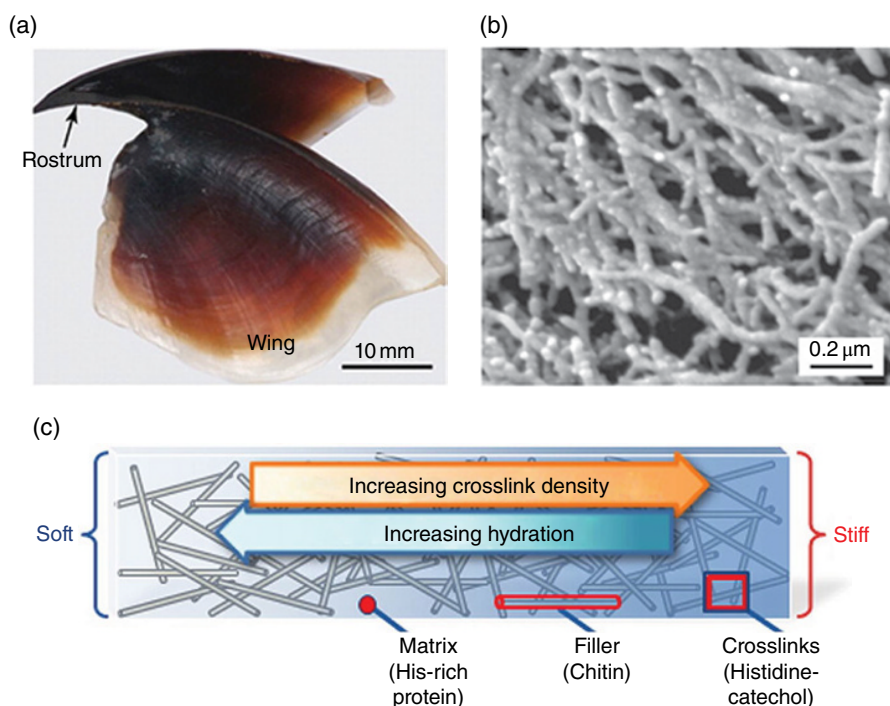 (a)
Rostrum
Wing
10 mm
(b)
0.2 μm
(c)
Increasing crosslink density
Increasing hydration
Soft
Stiff
Matrix
(His-rich
protein)
Filler
(Chitin)
Crosslinks
(Histidine-
catechol)